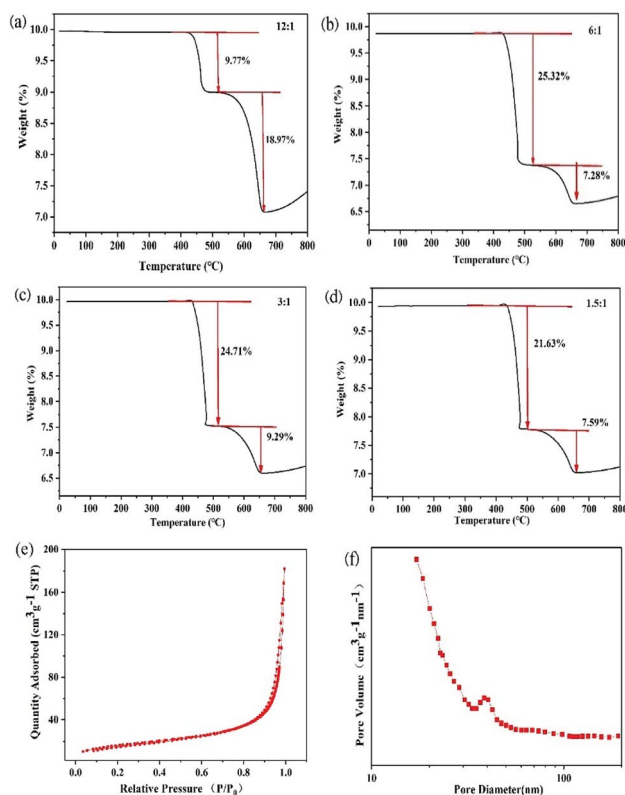 (a)
12:1
10.0
9.5
9.0
8.5
8.0
7.5
7.0
9.77%
18.97%
Weight (%)
0 100 200 300 400 500 600 700 800
Temperature (℃)
(b)
6:1
10.0
9.5
9.0
8.5
8.0
7.5
7.0
6.5
25.32%
7.28%
Weight (%)
0 100 200 300 400 500 600 700 800
Temperature (℃)
(c)
3:1
10.0
9.5
9.0
8.5
8.0
7.5
7.0
6.5
24.71%
9.29%
Weight (%)
0 100 200 300 400 500 600 700 800
Temperature (℃)
(d)
1.5:1
10.0
9.0
8.0
7.0
21.63%
7.59%
Weight (%)
0 100 200 300 400 500 600 700 800
Temperature (℃)
(e)
200
160
120
80
40
Quantity Adsorbed (cm³g⁻¹ STP)
0.0 0.2 0.4 0.6 0.8 1.0
Relative Pressure （P/P₀）
(f)
Pore Volume（cm³g⁻¹nm⁻¹）
10 100
Pore Diameter(nm)